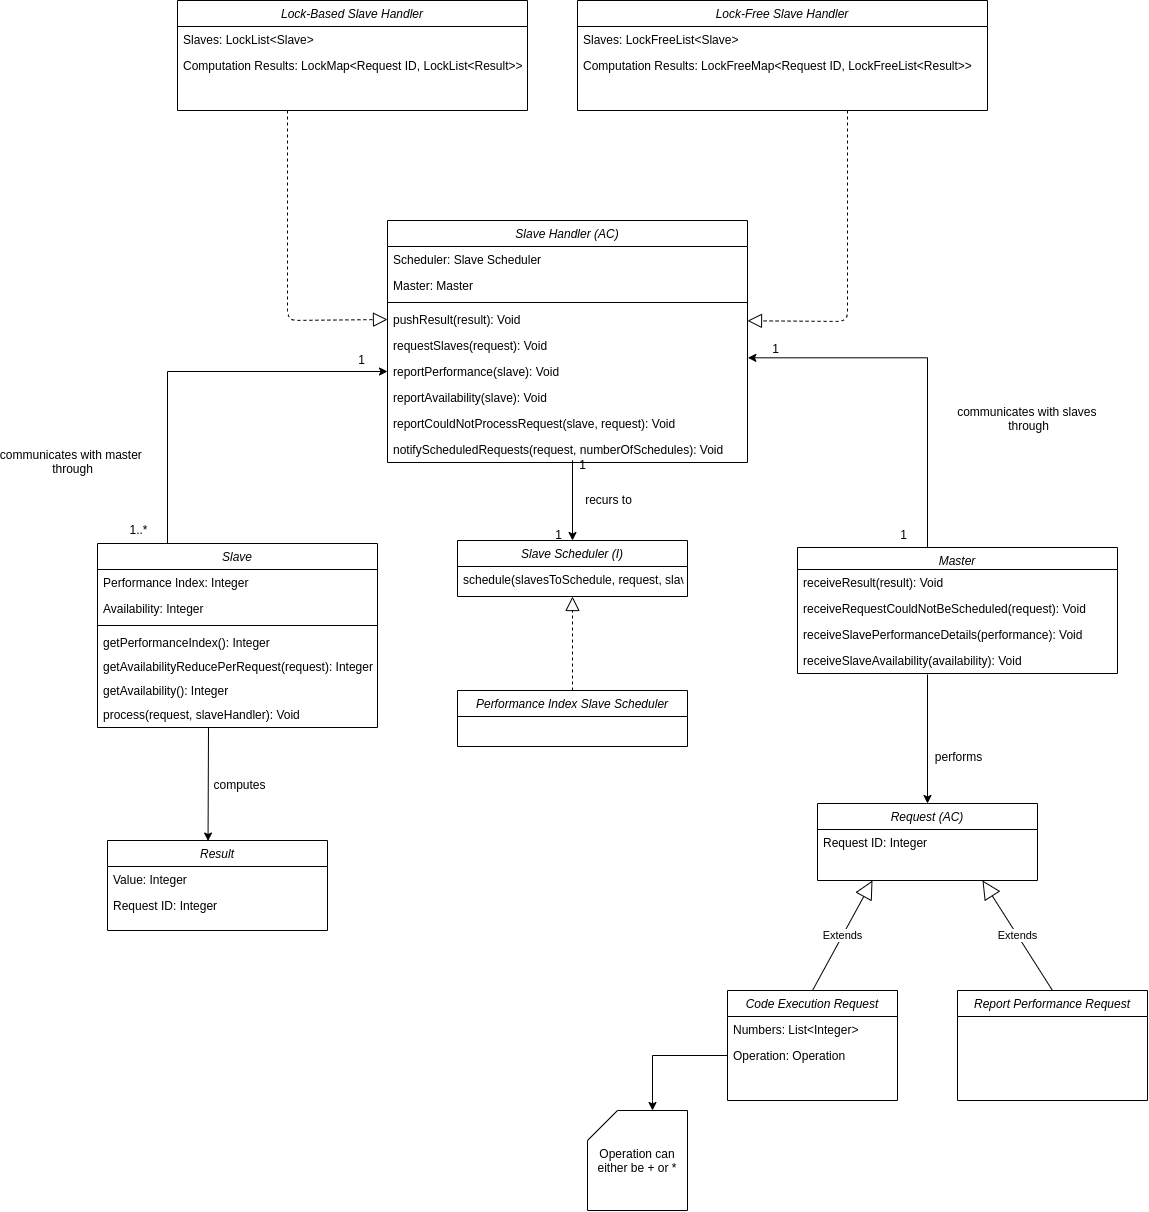 Lock-Based Slave Handler
Slaves: LockList<Slave>
Computation Results: LockMap<Request ID, LockList<Result>>
Lock-Free Slave Handler
Slaves: LockFreeList<Slave>
Computation Results: LockFreeMap<Request ID, LockFreeList<Result>>
Slave Handler (AC)
Scheduler: Slave Scheduler
Master: Master
pushResult(result): Void
requestSlaves(request): Void
reportPerformance(slave): Void
reportAvailability(slave): Void
reportCouldNotProcessRequest(slave, request): Void
notifyScheduledRequests(request, numberOfSchedules): Void
1
1
communicates with master
through
1..*
communicates with slaves
through
1
1
recurs to
1
Slave
Performance Index: Integer
Availability: Integer
getPerformanceIndex(): Integer
getAvailabilityReducePerRequest(request): Integer
getAvailability(): Integer
process(request, slaveHandler): Void
Slave Scheduler (I)
schedule(slavesToSchedule, request,
Master
receiveResult(result): Void
receiveRequestCouldNotBeScheduled(request): Void
receiveSlavePerformanceDetails(performance): Void
receiveSlaveAvailability(availability): Void
Performance Index Slave Scheduler
computes
performs
Result
Value: Integer
Request ID: Integer
Request (AC)
Request ID: Integer
Extends
Extends
Code Execution Request
Numbers: List<Integer>
Operation: Operation
Report Performance Request
Operation can
either be + or *